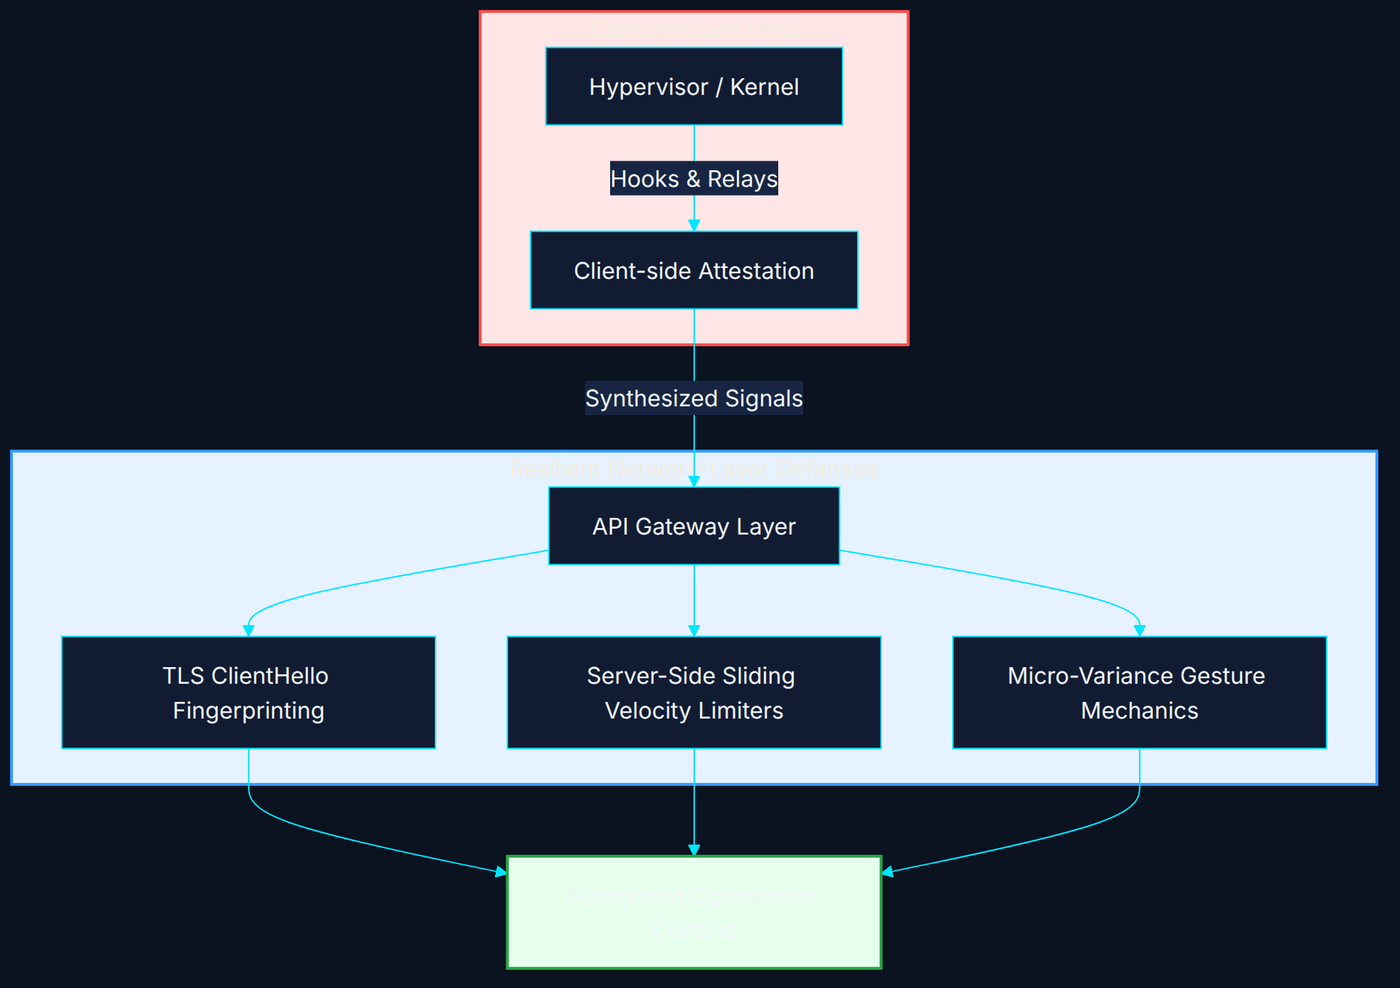 Hypervisor / Kernel
Hooks & Relays
Client-side Attestation
Synthesized Signals
Resilient Network-Layer Defenses
API Gateway Layer
TLS ClientHello
Fingerprinting
Server-Side Sliding
Velocity Limiters
Micro-Variance Gesture
Mechanics